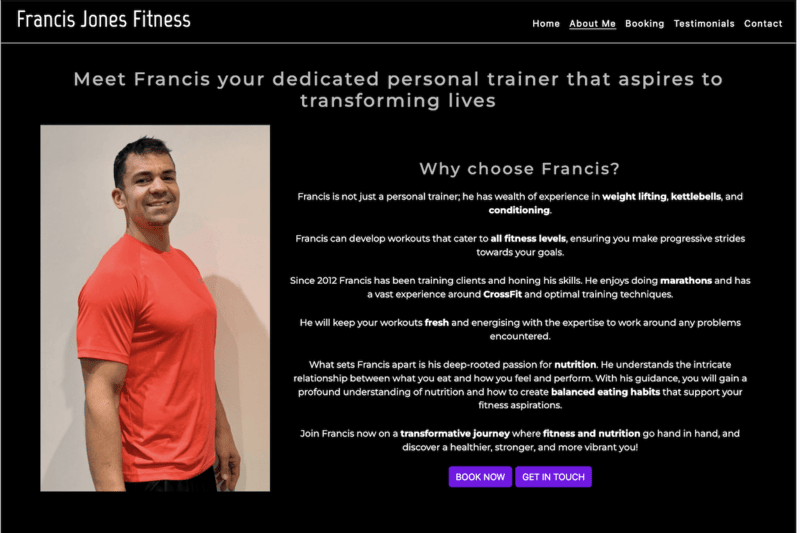 Francis Jones Fitness
Home About Me Booking Testimonials Contact
Meet Francis your dedicated personal trainer that aspires to
transforming lives
Why choose Francis?
Francis is not just a personal trainer; he has wealth of experience in weight lifting, kettlebells, and
conditioning.
Francis can develop workouts that cater to all fitness levels, ensuring you make progressive strides
towards your goals.
Since 2012 Francis has been training clients and honing his skills. He enjoys doing marathons and has
a vast experience around CrossFit and optimal training techniques.
He will keep your workouts fresh and energising with the expertise to work around any problems
encountered.
What sets Francis apart is his deep-rooted passion for nutrition. He understands the intricate
relationship between what you eat and how you feel and perform. With his guidance, you will gain a
profound understanding of nutrition and how to create balanced eating habits that support your
fitness aspirations.
Join Francis now on a transformative journey where fitness and nutrition go hand in hand, and
discover a healthier, stronger, and more vibrant you!
BOOK NOW GET IN TOUCH